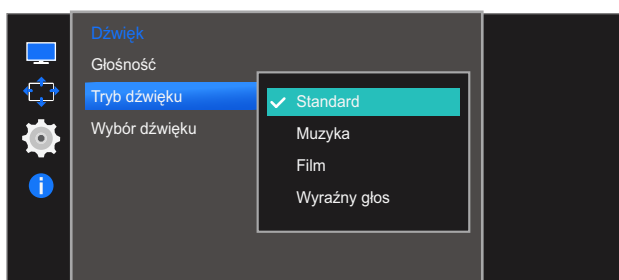 Dźwięk
Głośność
Tryb dźwięku
Wybór dźwięku
Standard
Muzyka
Film
Wyraźny głos